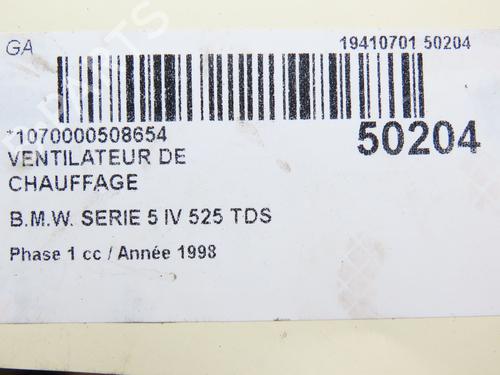 GA
19410701 50204
*1070000508654
50204
VENTILATEUR DE
CHAUFFAGE
B.M.W. SERIE 5 IV 525 TDS
Phase 1 cc / Année 1998